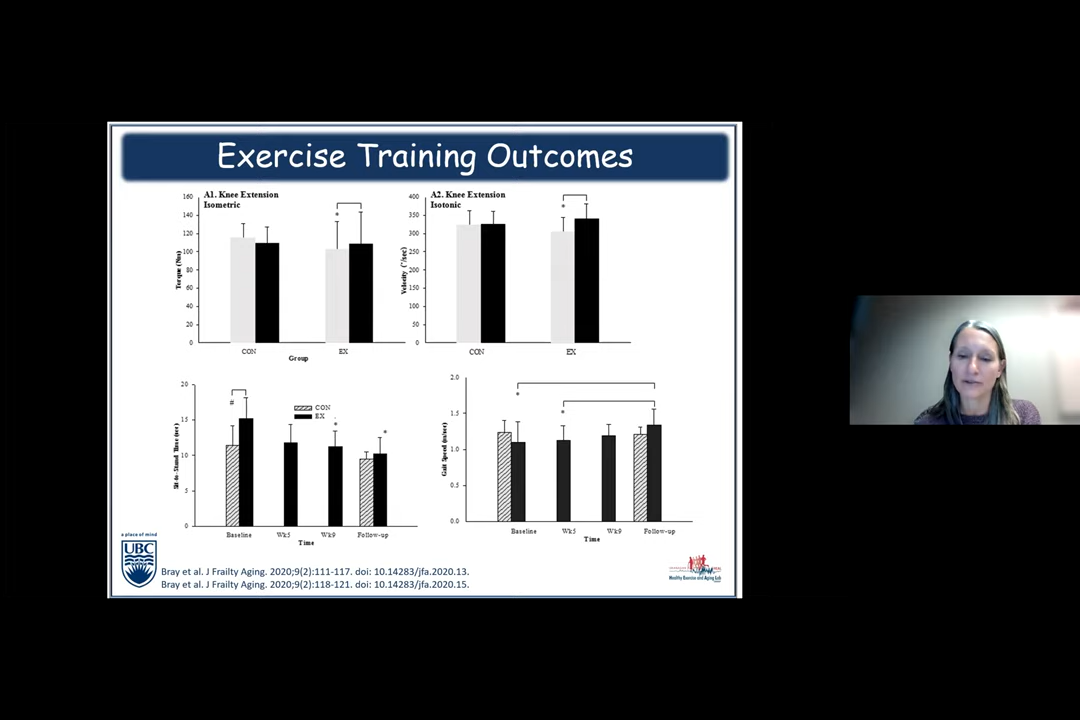 Exercise Training Outcomes
A1. Knee Extension
Isometric
160
140
120
100
80
60
40
20
0
Torque (Nm)
CON
EX
Group
*
A2. Knee Extension
Isotonic
400
350
300
250
200
150
100
50
0
Velocity (°/sec)
CON
EX
*
20
15
10
5
0
Sit-to-Stand Time (sec)
#
CON
EX
*
*
Baseline
Wk5
Wk9
Follow-up
Time
2.0
1.5
1.0
0.5
0.0
Gait Speed (m/sec)
*
*
Baseline
Wk5
Wk9
Follow-up
Time
a place of mind
UBC
Bray et al. J Frailty Aging. 2020;9(2):111-117. doi: 10.14283/jfa.2020.13.
Bray et al. J Frailty Aging. 2020;9(2):118-121. doi: 10.14283/jfa.2020.15.
Healthy Exercise and Aging Lab